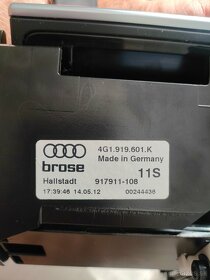 4G1.919.601.K
Made in Germany
brose
11S
Hallstadt 917911-108
17:39:46 14.05.12 00244436